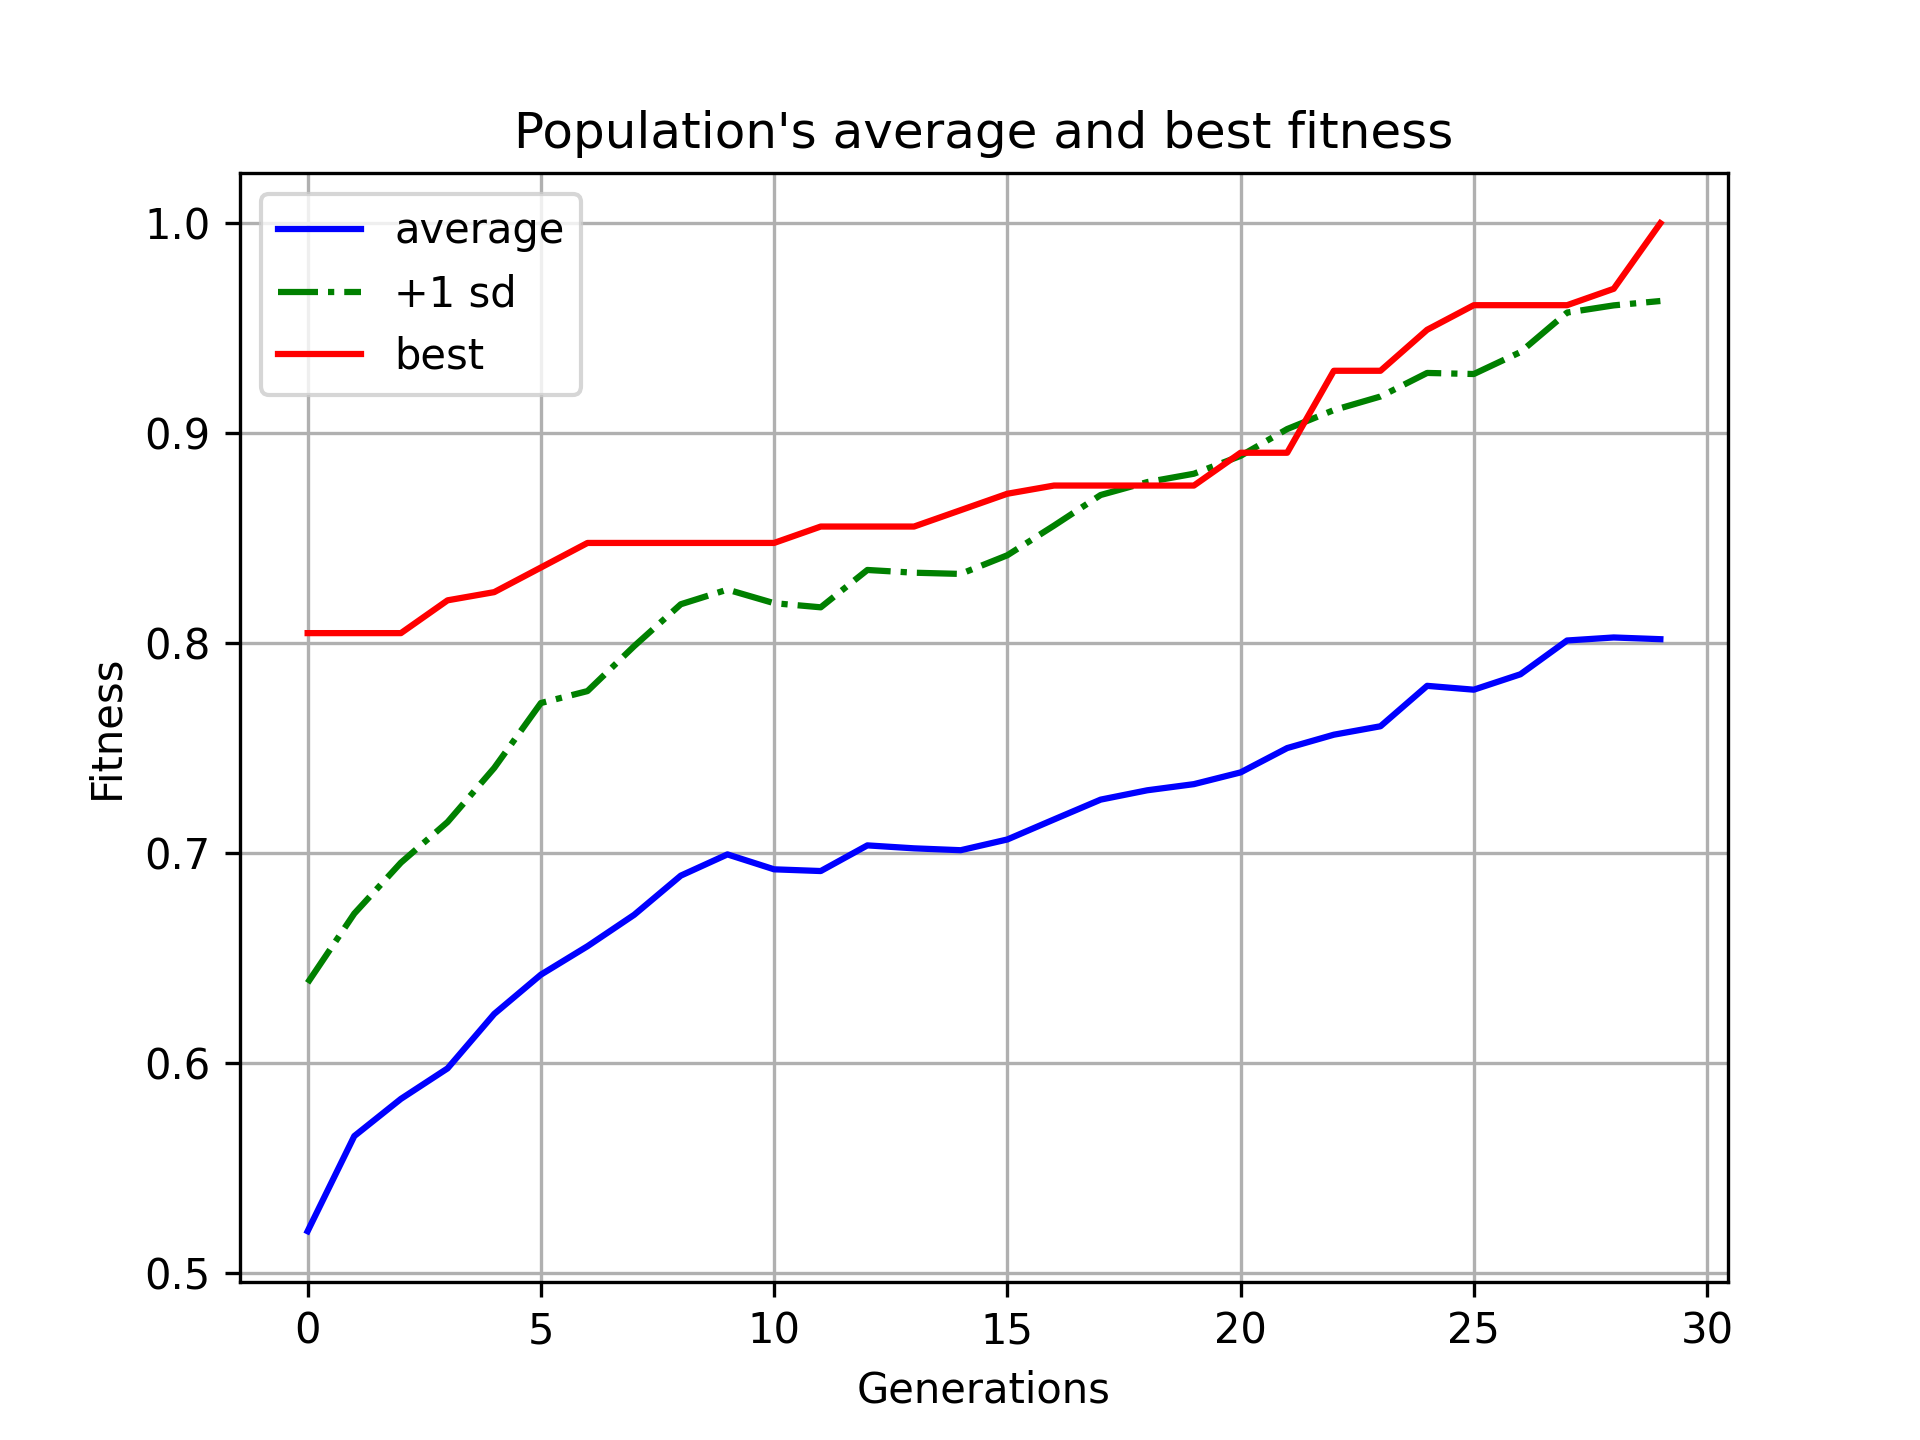 Population's average and best fitness
average
+1 sd
best
1.0
0.9
0.8
0.7
0.6
0.5
Fitness
0 5 10 15 20 25 30
Generations